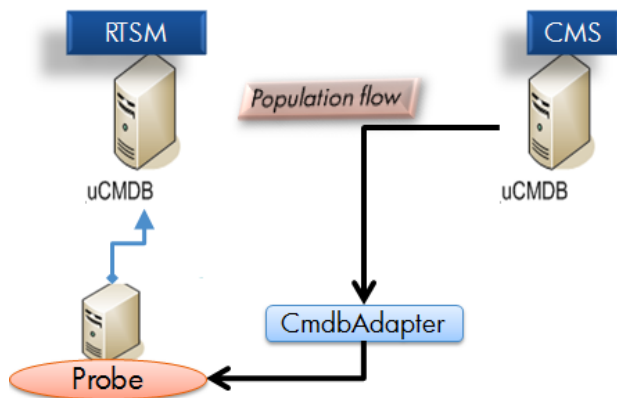 RTSM
CMS
Population flow
uCMDB
uCMDB
CmdbAdapter
Probe